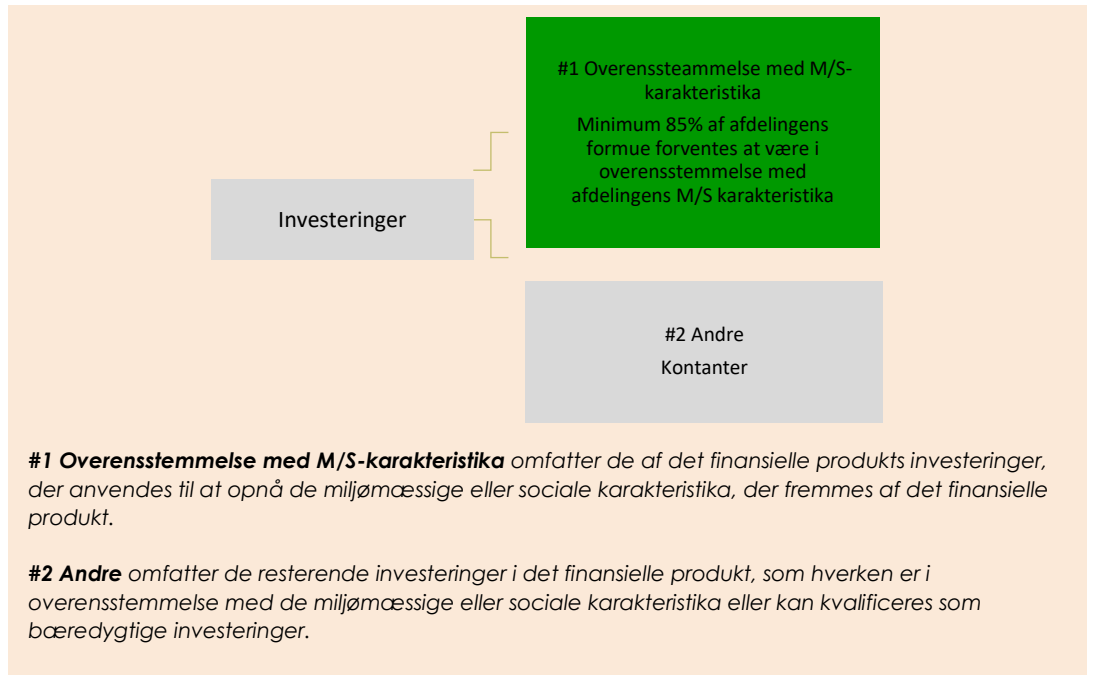 #1 Overenssteammelse med M/S-
karakteristika
Minimum 85% af afdelingens
formue forventes at være i
overensstemmelse med
afdelingens M/S karakteristika
Investeringer
#2 Andre
Kontanter
#1 Overensstemmelse med M/S-karakteristika omfatter de af det finansielle produkts investeringer,
der anvendes til at opnå de miljømæssige eller sociale karakteristika, der fremmes af det finansielle
produkt.
#2 Andre omfatter de resterende investeringer i det finansielle produkt, som hverken er i
overensstemmelse med de miljømæssige eller sociale karakteristika eller kan kvalificeres som
bæredygtige investeringer.